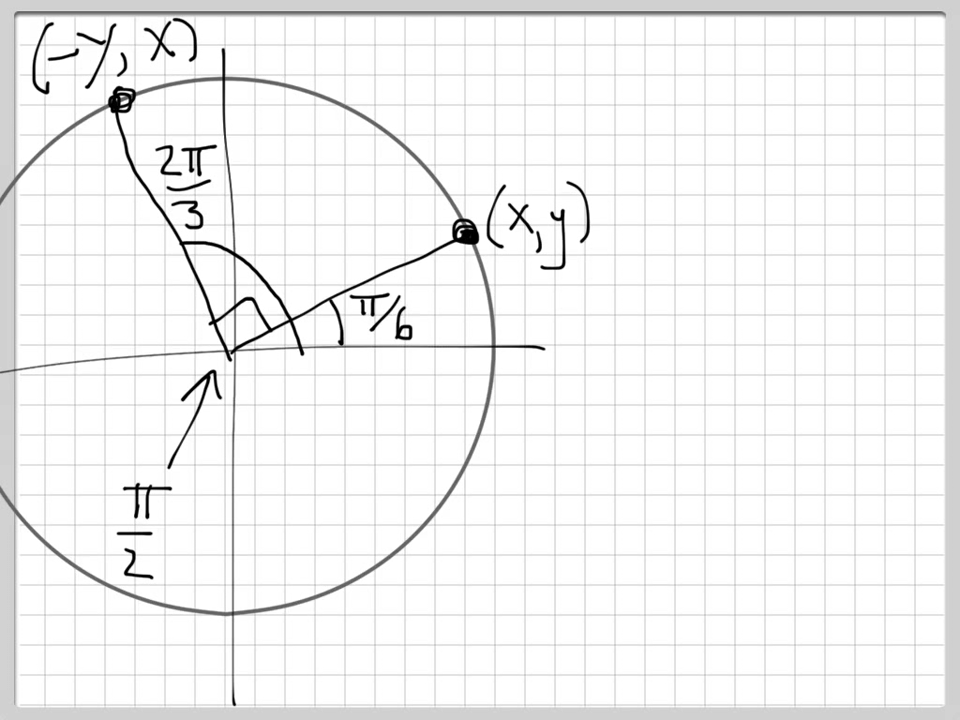 (-y, x)
2π/3
(x, y)
π/6
π/2